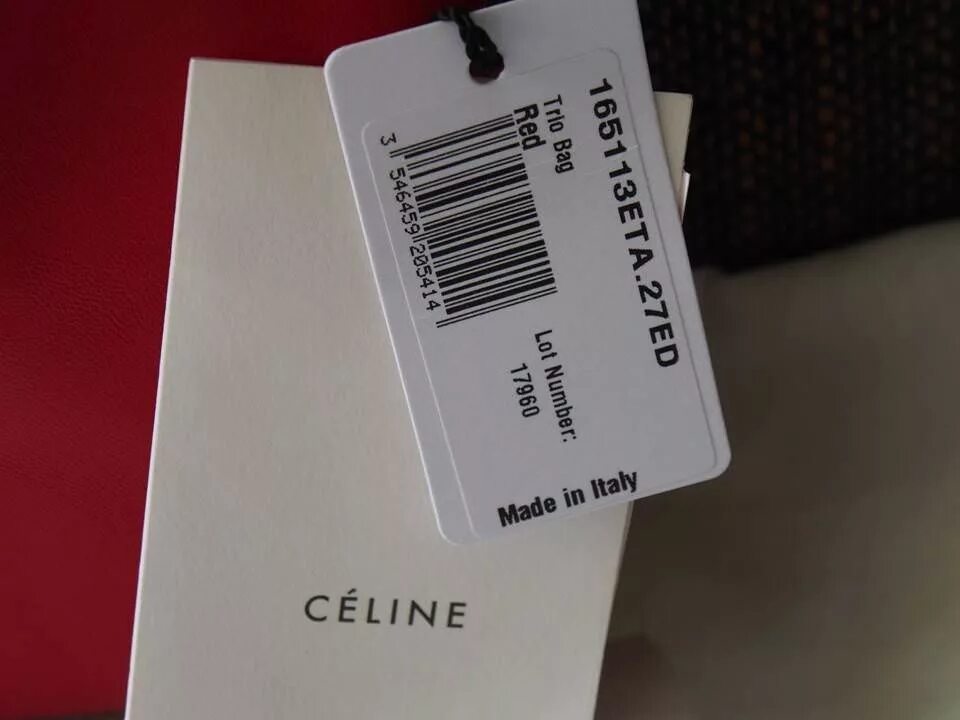 165113ETA.27ED
Trio Bag
Red
3 546459 205414
Lot Number:
17960
Made in Italy
CÉLINE